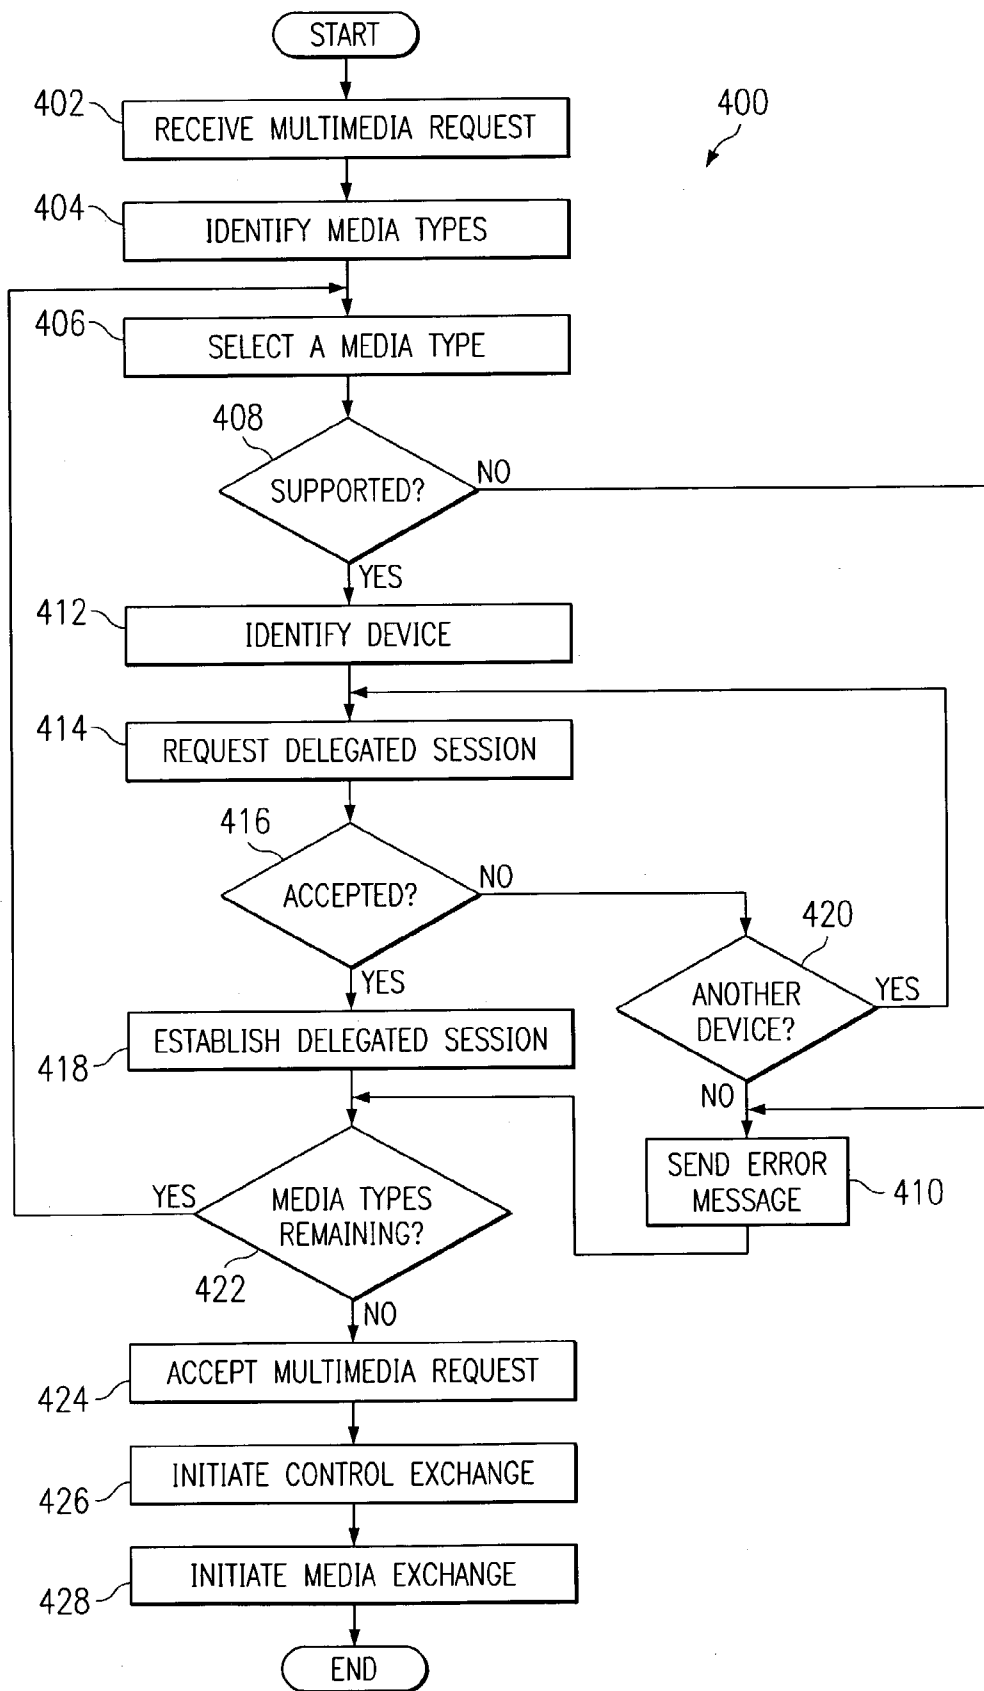 START
402
RECEIVE MULTIMEDIA REQUEST
400
404
IDENTIFY MEDIA TYPES
406
SELECT A MEDIA TYPE
408
SUPPORTED?
NO
YES
412
IDENTIFY DEVICE
414
REQUEST DELEGATED SESSION
416
ACCEPTED?
NO
420
YES
ANOTHER
DEVICE?
YES
418
ESTABLISH DELEGATED SESSION
NO
SEND ERROR
MESSAGE
410
YES
MEDIA TYPES
REMAINING?
422
NO
424
ACCEPT MULTIMEDIA REQUEST
426
INITIATE CONTROL EXCHANGE
428
INITIATE MEDIA EXCHANGE
END